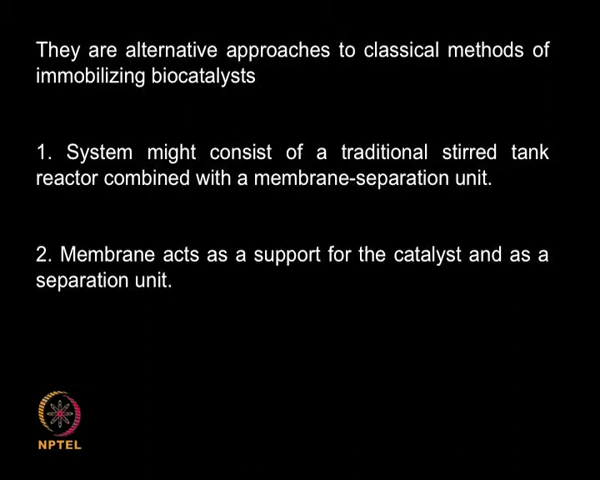 They are alternative approaches to classical methods of
immobilizing biocatalysts
1. System might consist of a traditional stirred tank
reactor combined with a membrane-separation unit.
2. Membrane acts as a support for the catalyst and as a
separation unit.
NPTEL